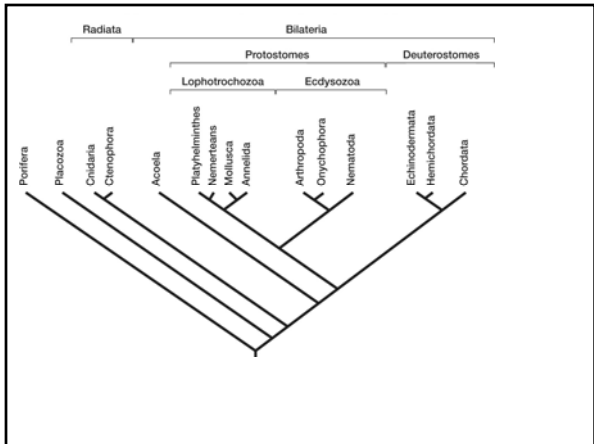 Radiata Bilateria
Protostomes Deuterostomes
Lophotrochozoa Ecdysozoa
Porifera
Placozoa
Cnidaria
Ctenophora
Acoela
Platyhelminthes
Nemerteans
Mollusca
Annelida
Arthropoda
Onychophora
Nematoda
Echinodermata
Hemichordata
Chordata